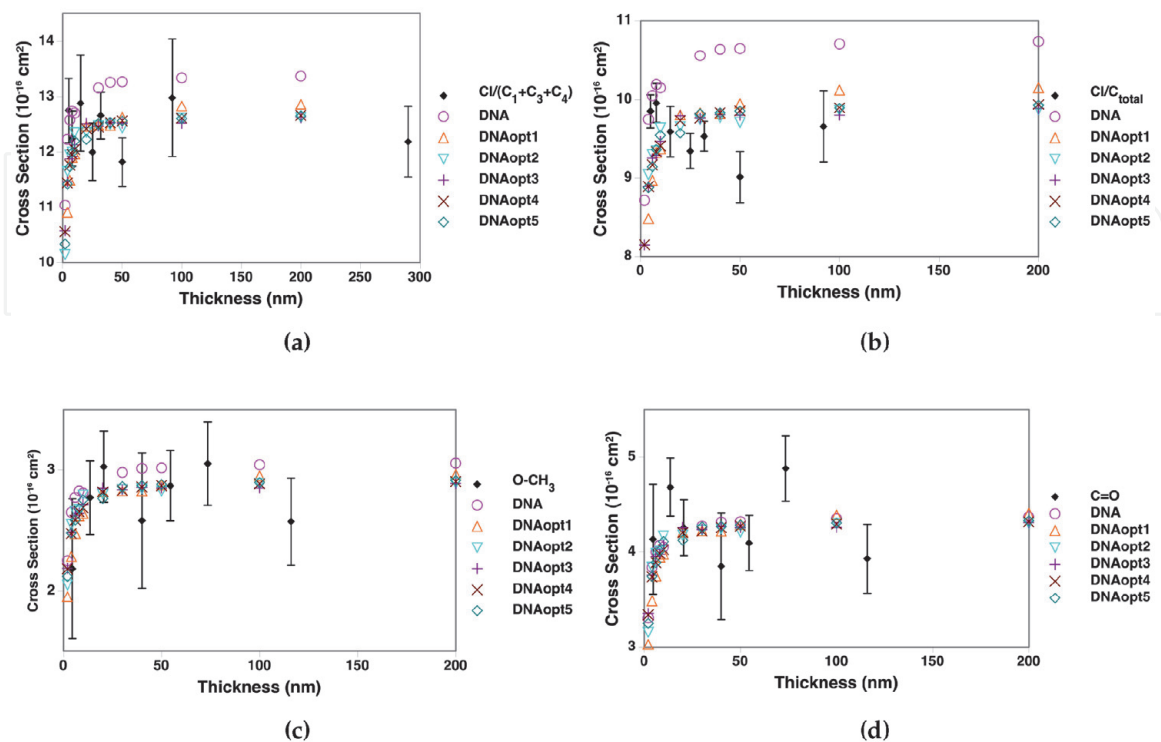 (a)
14
13
12
11
10
Cross Section (10⁻¹⁶ cm²)
0 50 100 150 200 250 300
Thickness (nm)
Cl/(C₁+C₃+C₄)
DNA
DNAopt1
DNAopt2
DNAopt3
DNAopt4
DNAopt5
(a)
(b)
11
10
9
8
Cross Section (10⁻¹⁶ cm²)
0 50 100 150 200
Thickness (nm)
Cl/Ctotal
DNA
DNAopt1
DNAopt2
DNAopt3
DNAopt4
DNAopt5
(b)
3
2
Cross Section (10⁻¹⁶ cm²)
0 50 100 150 200
Thickness (nm)
O-CH₃
DNA
DNAopt1
DNAopt2
DNAopt3
DNAopt4
DNAopt5
(c)
(c)
5
4
3
Cross Section (10⁻¹⁶ cm²)
0 50 100 150 200
Thickness (nm)
C=O
DNA
DNAopt1
DNAopt2
DNAopt3
DNAopt4
DNAopt5
(d)
(d)